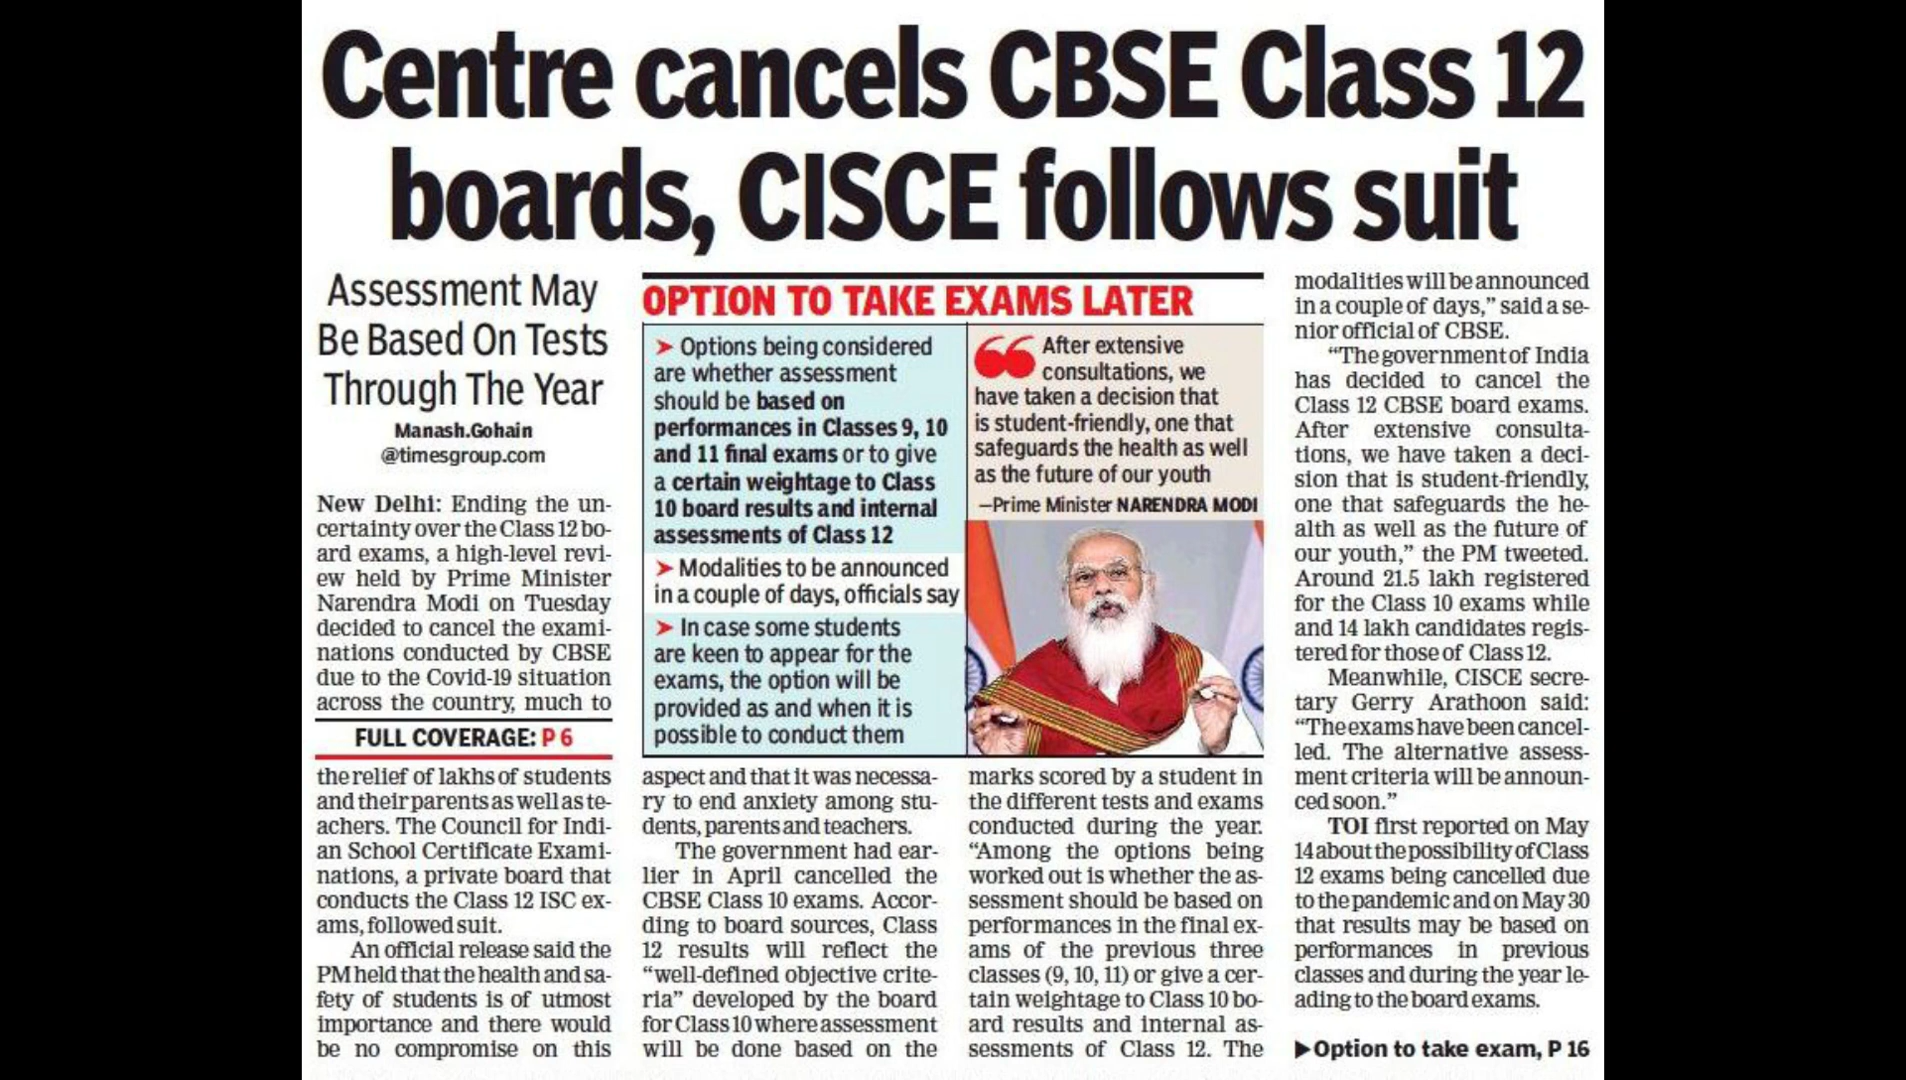 Centre cancels CBSE Class 12
boards, CISCE follows suit
Assessment May
Be Based On Tests
Through The Year
Manash.Gohain
@timesgroup.com
New Delhi: Ending the un-
certainty over the Class 12 bo-
ard exams, a high-level revi-
ew held by Prime Minister
Narendra Modi on Tuesday
decided to cancel the exami-
nations conducted by CBSE
due to the Covid-19 situation
across the country, much to
FULL COVERAGE: P 6
the relief of lakhs of students
and their parents as well as te-
achers. The Council for Indi-
an School Certificate Exami-
nations, a private board that
conducts the Class 12 ISC ex-
ams, followed suit.
An official release said the
PM held that the health and sa-
fety of students is of utmost
importance and there would
be no compromise on this
OPTION TO TAKE EXAMS LATER
➤ Options being considered
are whether assessment
should be based on
performances in Classes 9, 10
and 11 final exams or to give
a certain weightage to Class
10 board results and internal
assessments of Class 12
➤ Modalities to be announced
in a couple of days, officials say
➤ In case some students
are keen to appear for the
exams, the option will be
provided as and when it is
possible to conduct them
“ After extensive
consultations, we
have taken a decision that
is student-friendly, one that
safeguards the health as well
as the future of our youth
—Prime Minister NARENDRA MODI
aspect and that it was necessa-
ry to end anxiety among stu-
dents, parents and teachers.
The government had ear-
lier in April cancelled the
CBSE Class 10 exams. Accor-
ding to board sources, Class
12 results will reflect the
“well-defined objective crite-
ria” developed by the board
for Class 10 where assessment
will be done based on the
marks scored by a student in
the different tests and exams
conducted during the year.
“Among the options being
worked out is whether the as-
sessment should be based on
performances in the final ex-
ams of the previous three
classes (9, 10, 11) or give a cer-
tain weightage to Class 10 bo-
ard results and internal as-
sessments of Class 12. The
modalities will be announced
in a couple of days,” said a se-
nior official of CBSE.
“The government of India
has decided to cancel the
Class 12 CBSE board exams.
After extensive consulta-
tions, we have taken a deci-
sion that is student-friendly,
one that safeguards the he-
alth as well as the future of
our youth,” the PM tweeted.
Around 21.5 lakh registered
for the Class 10 exams while
and 14 lakh candidates regis-
tered for those of Class 12.
Meanwhile, CISCE secre-
tary Gerry Arathoon said:
“The exams have been cancel-
led. The alternative assess-
ment criteria will be announ-
ced soon.”
TOI first reported on May
14 about the possibility of Class
12 exams being cancelled due
to the pandemic and on May 30
that results may be based on
performances in previous
classes and during the year le-
ading to the board exams.
▶Option to take exam, P 16